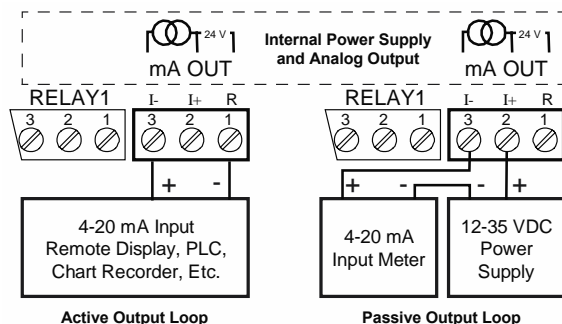 24 V
mA OUT
Internal Power Supply
and Analog Output
24 V
mA OUT
RELAY1
I- I+ R
3 2 1
3 2 1
RELAY1
I- I+ R
3 2 1
3 2 1
+ -
4-20 mA Input
Remote Display, PLC,
Chart Recorder, Etc.
Active Output Loop
+ -
4-20 mA
Input Meter
- +
12-35 VDC
Power
Supply
Passive Output Loop